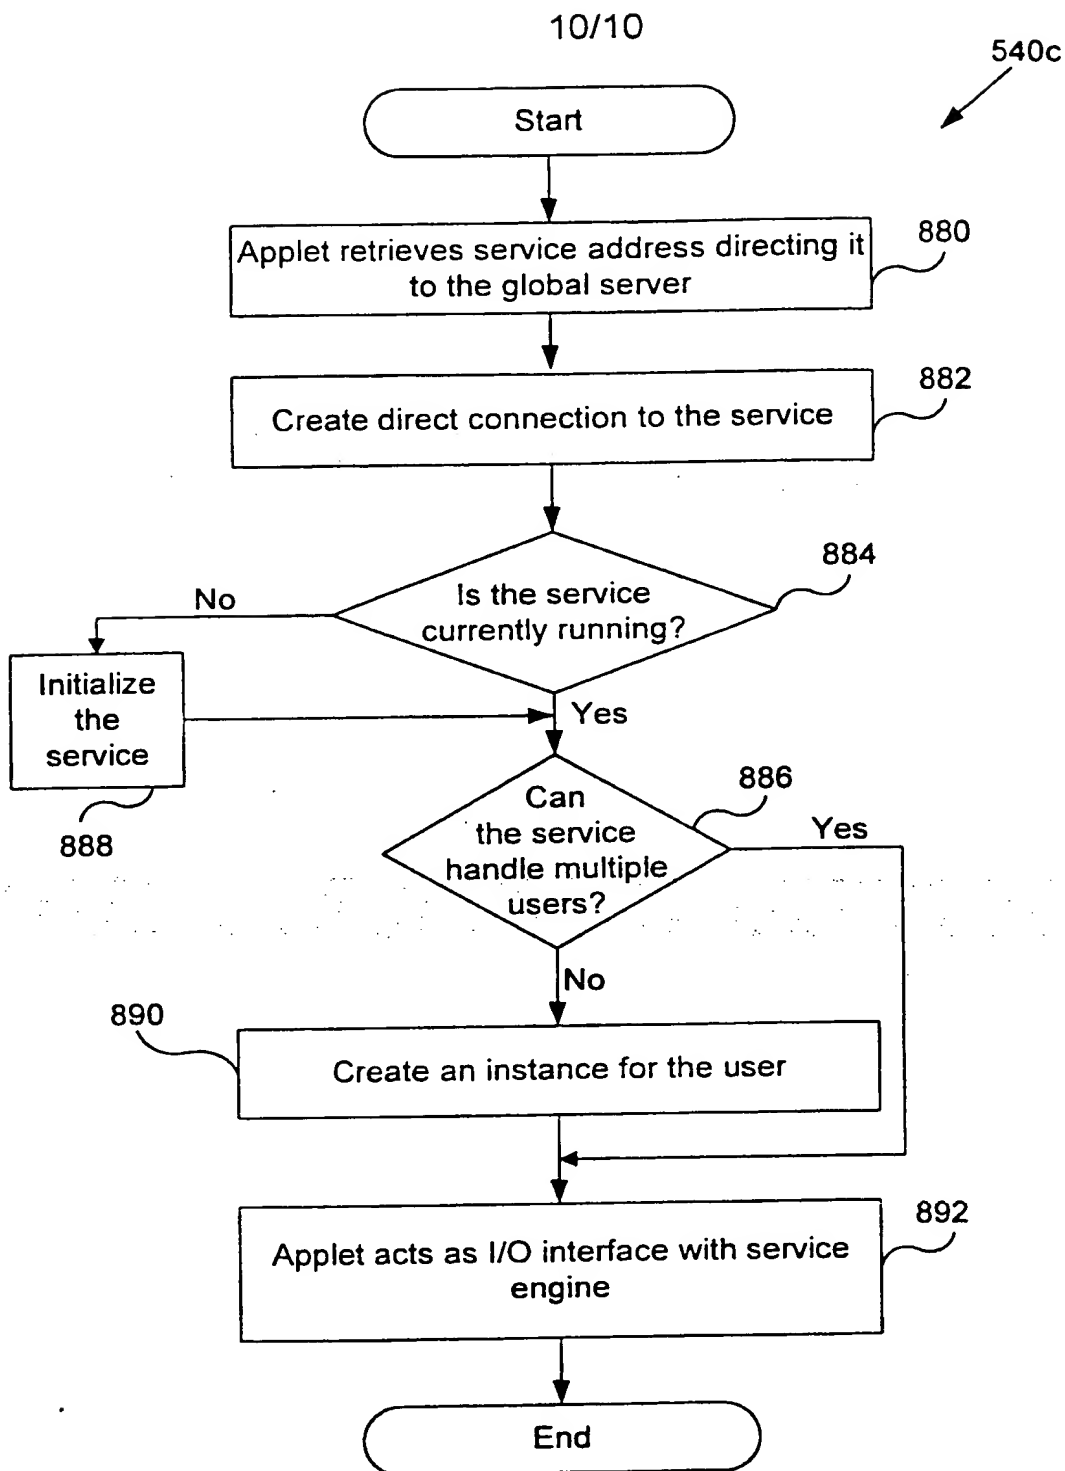 10/10
540c
Start
Applet retrieves service address directing it
to the global server
880
Create direct connection to the service
882
Is the service
currently running?
884
No
Yes
Initialize
the
service
888
Can
the service
handle multiple
users?
886
Yes
No
890
Create an instance for the user
Applet acts as I/O interface with service
engine
892
End